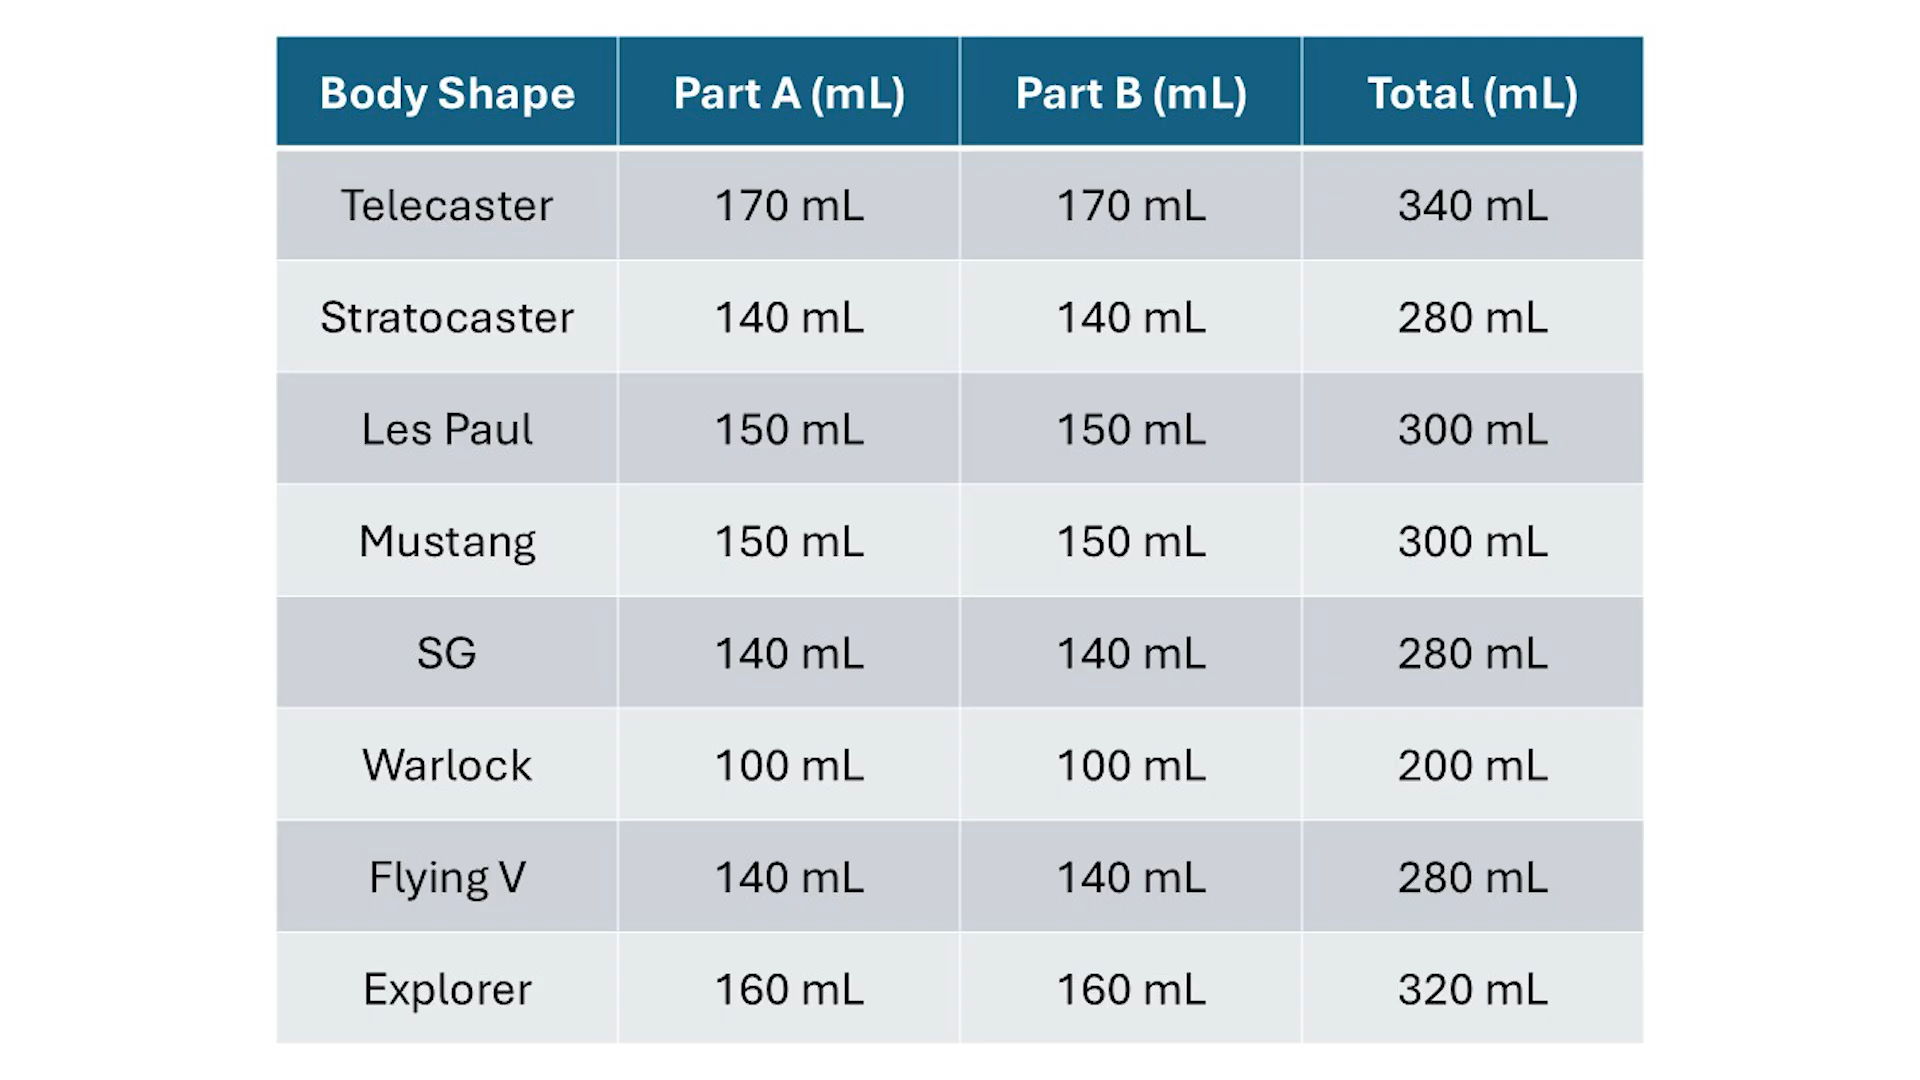 Body Shape Part A (mL) Part B (mL) Total (mL)
Telecaster 170 mL 170 mL 340 mL
Stratocaster 140 mL 140 mL 280 mL
Les Paul 150 mL 150 mL 300 mL
Mustang 150 mL 150 mL 300 mL
SG 140 mL 140 mL 280 mL
Warlock 100 mL 100 mL 200 mL
Flying V 140 mL 140 mL 280 mL
Explorer 160 mL 160 mL 320 mL